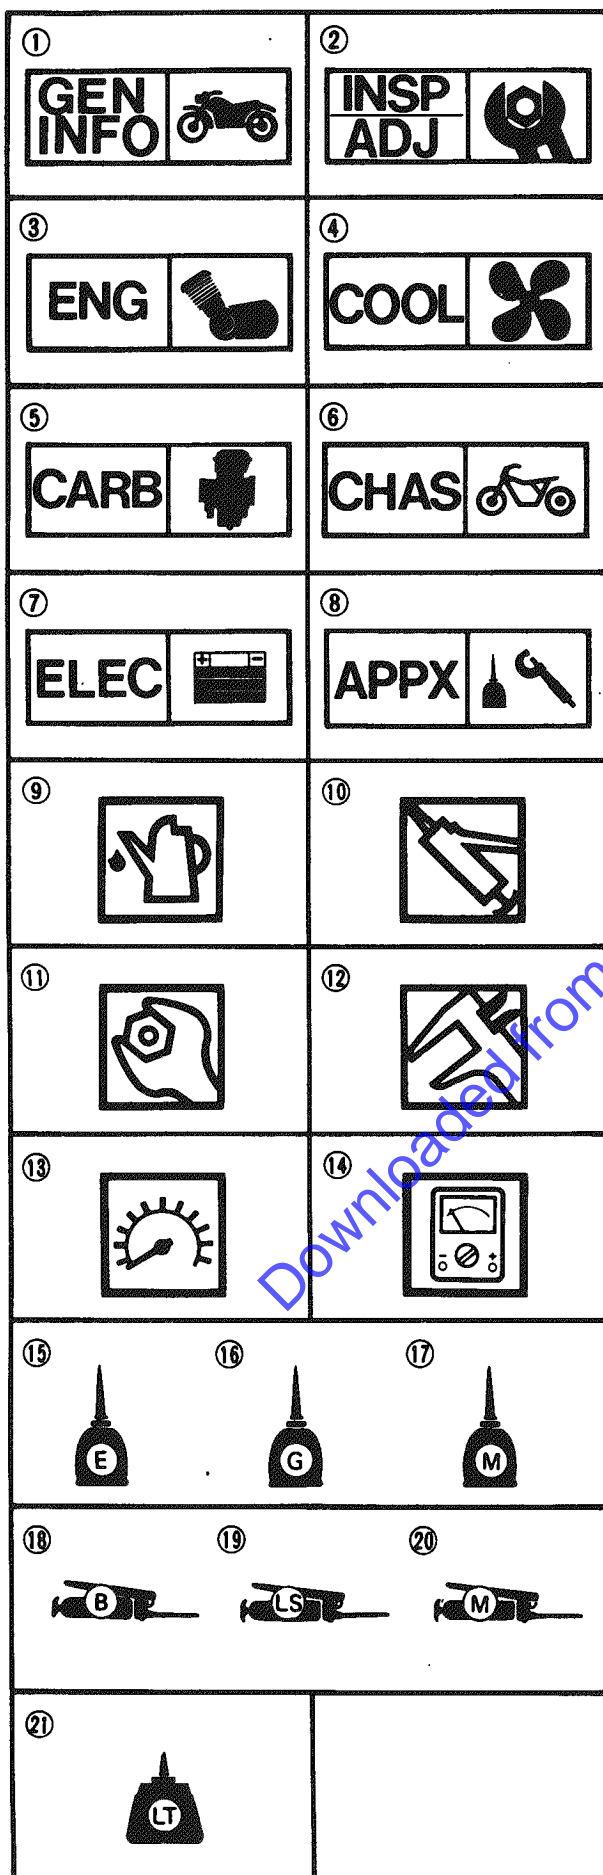 ① ②
GEN
INFO
INSP
ADJ
③ ④
ENG COOL
⑤ ⑥
CARB CHAS
⑦ ⑧
ELEC + − APPX
⑨ ⑩
⑪ ⑫
⑬ ⑭
− +
⑮ ⑯ ⑰
E G M
⑱ ⑲ ⑳
B LS M
㉑
LT
Downloaded from